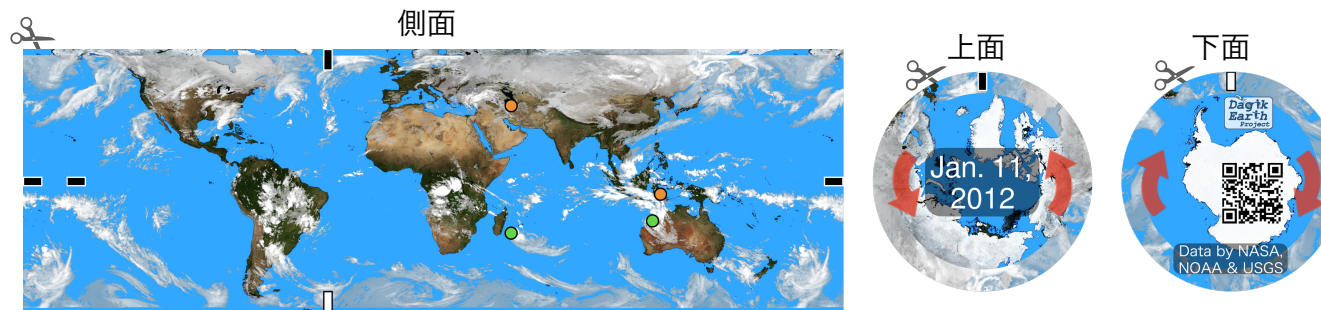 側面
上面
下面
Jan. 11,
2012
Dagik
Earth
Project
Data by NASA,
NOAA & USGS